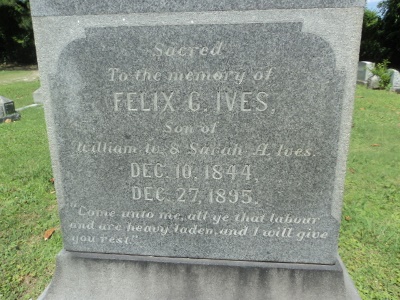 Sacred
To the memory of
FELIX G. IVES.
Son of
William W. & Sarah A. Ives.
DEC. 10, 1844,
DEC. 27, 1895.
"Come unto me, all ye that labour
and are heavy laden, and I will give
you rest."